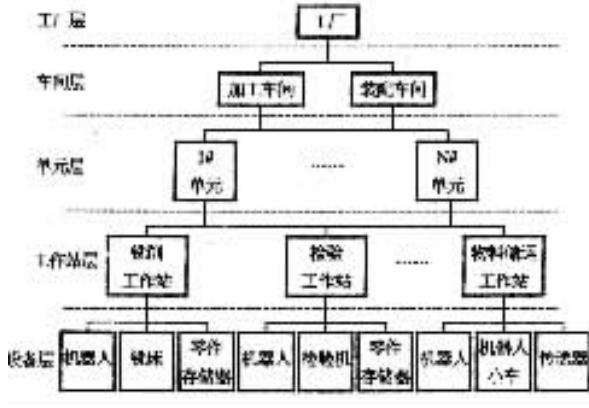 工厂层
工厂
车间层
加工车间
装配车间
单元层
1#
单元
……
N#
单元
工作站层
铣削
工作站
检验
工作站
……
物料储运
工作站
设备层
机器人
铣床
零件
存储器
机器人
检验机
零件
存储器
机器人
机器人
小车
传送器